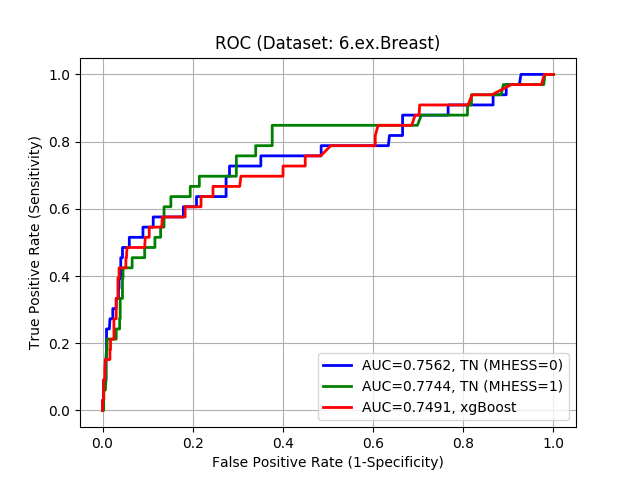 ROC (Dataset: 6.ex.Breast)
True Positive Rate (Sensitivity)
1.0
0.8
0.6
0.4
0.2
0.0
AUC=0.7562, TN (MHESS=0)
AUC=0.7744, TN (MHESS=1)
AUC=0.7491, xgBoost
0.0 0.2 0.4 0.6 0.8 1.0
False Positive Rate (1-Specificity)